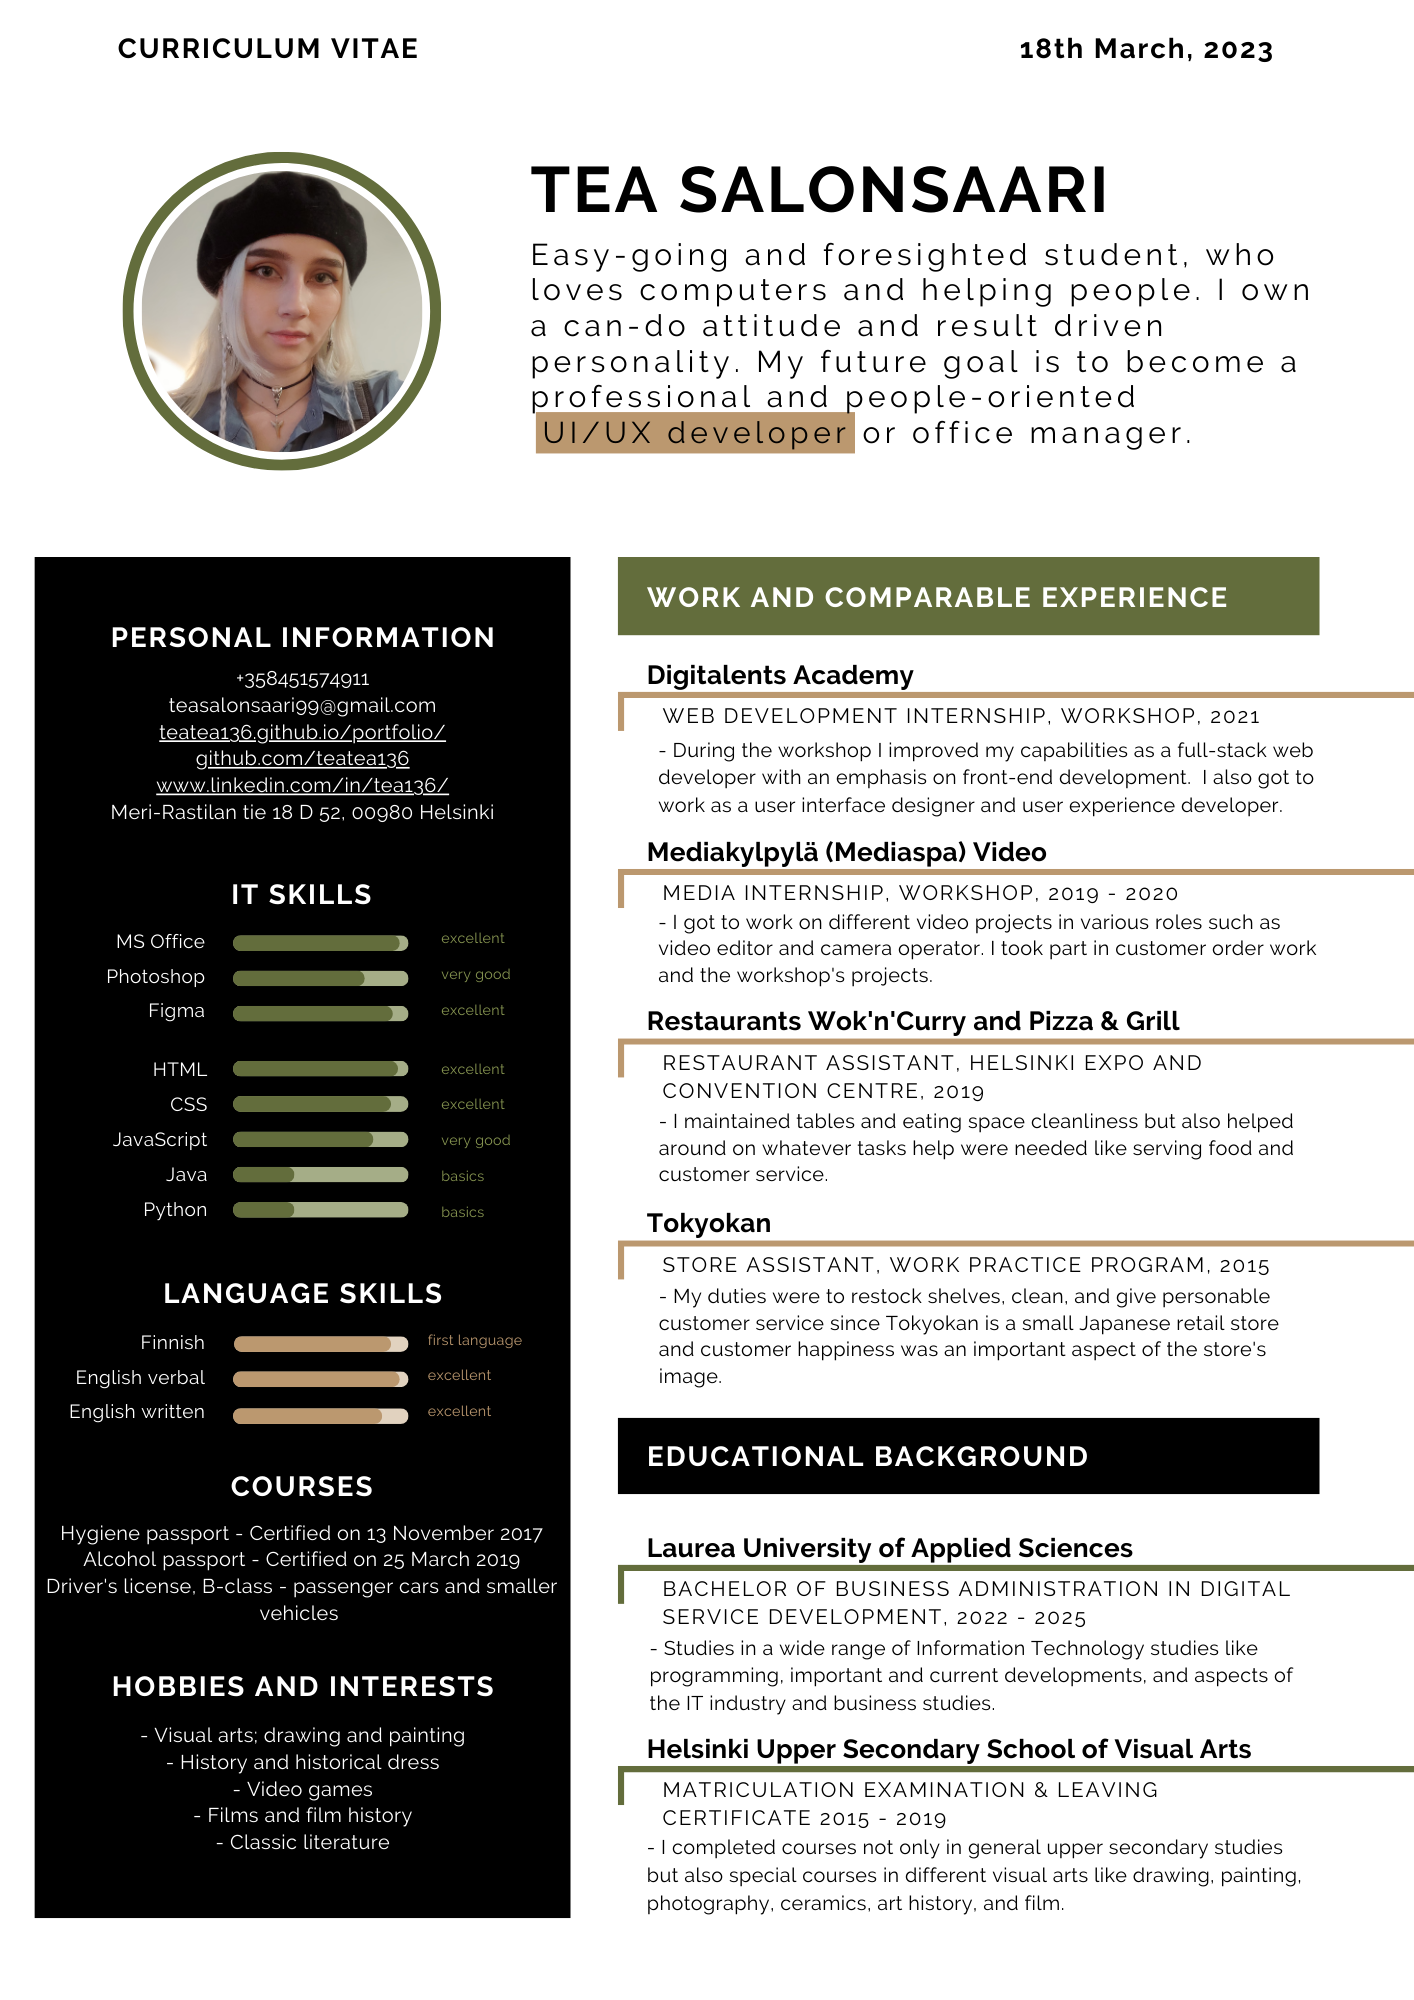 CURRICULUM VITAE
18th March, 2023
TEA SALONSAARI
Easy-going and foresighted student, who
loves computers and helping people. I own
a can-do attitude and result driven
personality. My future goal is to become a
professional and people-oriented
UI/UX developer or office manager.
PERSONAL INFORMATION
+358451574911
teasalonsaari99@gmail.com
teatea136.github.io/portfolio/
github.com/teatea136
www.linkedin.com/in/tea136/
Meri-Rastilan tie 18 D 52, 00980 Helsinki
IT SKILLS
MS Office excellent
Photoshop very good
Figma excellent
HTML excellent
CSS excellent
JavaScript very good
Java basics
Python basics
LANGUAGE SKILLS
Finnish first language
English verbal excellent
English written excellent
COURSES
Hygiene passport - Certified on 13 November 2017
Alcohol passport - Certified on 25 March 2019
Driver's license, B-class - passenger cars and smaller
vehicles
HOBBIES AND INTERESTS
- Visual arts; drawing and painting
- History and historical dress
- Video games
- Films and film history
- Classic literature
WORK AND COMPARABLE EXPERIENCE
Digitalents Academy
WEB DEVELOPMENT INTERNSHIP, WORKSHOP, 2021
- During the workshop I improved my capabilities as a full-stack web
developer with an emphasis on front-end development. I also got to
work as a user interface designer and user experience developer.
Mediakylpylä (Mediaspa) Video
MEDIA INTERNSHIP, WORKSHOP, 2019 - 2020
- I got to work on different video projects in various roles such as
video editor and camera operator. I took part in customer order work
and the workshop's projects.
Restaurants Wok'n'Curry and Pizza & Grill
RESTAURANT ASSISTANT, HELSINKI EXPO AND
CONVENTION CENTRE, 2019
- I maintained tables and eating space cleanliness but also helped
around on whatever tasks help were needed like serving food and
customer service.
Tokyokan
STORE ASSISTANT, WORK PRACTICE PROGRAM, 2015
- My duties were to restock shelves, clean, and give personable
customer service since Tokyokan is a small Japanese retail store
and customer happiness was an important aspect of the store's
image.
EDUCATIONAL BACKGROUND
Laurea University of Applied Sciences
BACHELOR OF BUSINESS ADMINISTRATION IN DIGITAL
SERVICE DEVELOPMENT, 2022 - 2025
- Studies in a wide range of Information Technology studies like
programming, important and current developments, and aspects of
the IT industry and business studies.
Helsinki Upper Secondary School of Visual Arts
MATRICULATION EXAMINATION & LEAVING
CERTIFICATE 2015 - 2019
- I completed courses not only in general upper secondary studies
but also special courses in different visual arts like drawing, painting,
photography, ceramics, art history, and film.